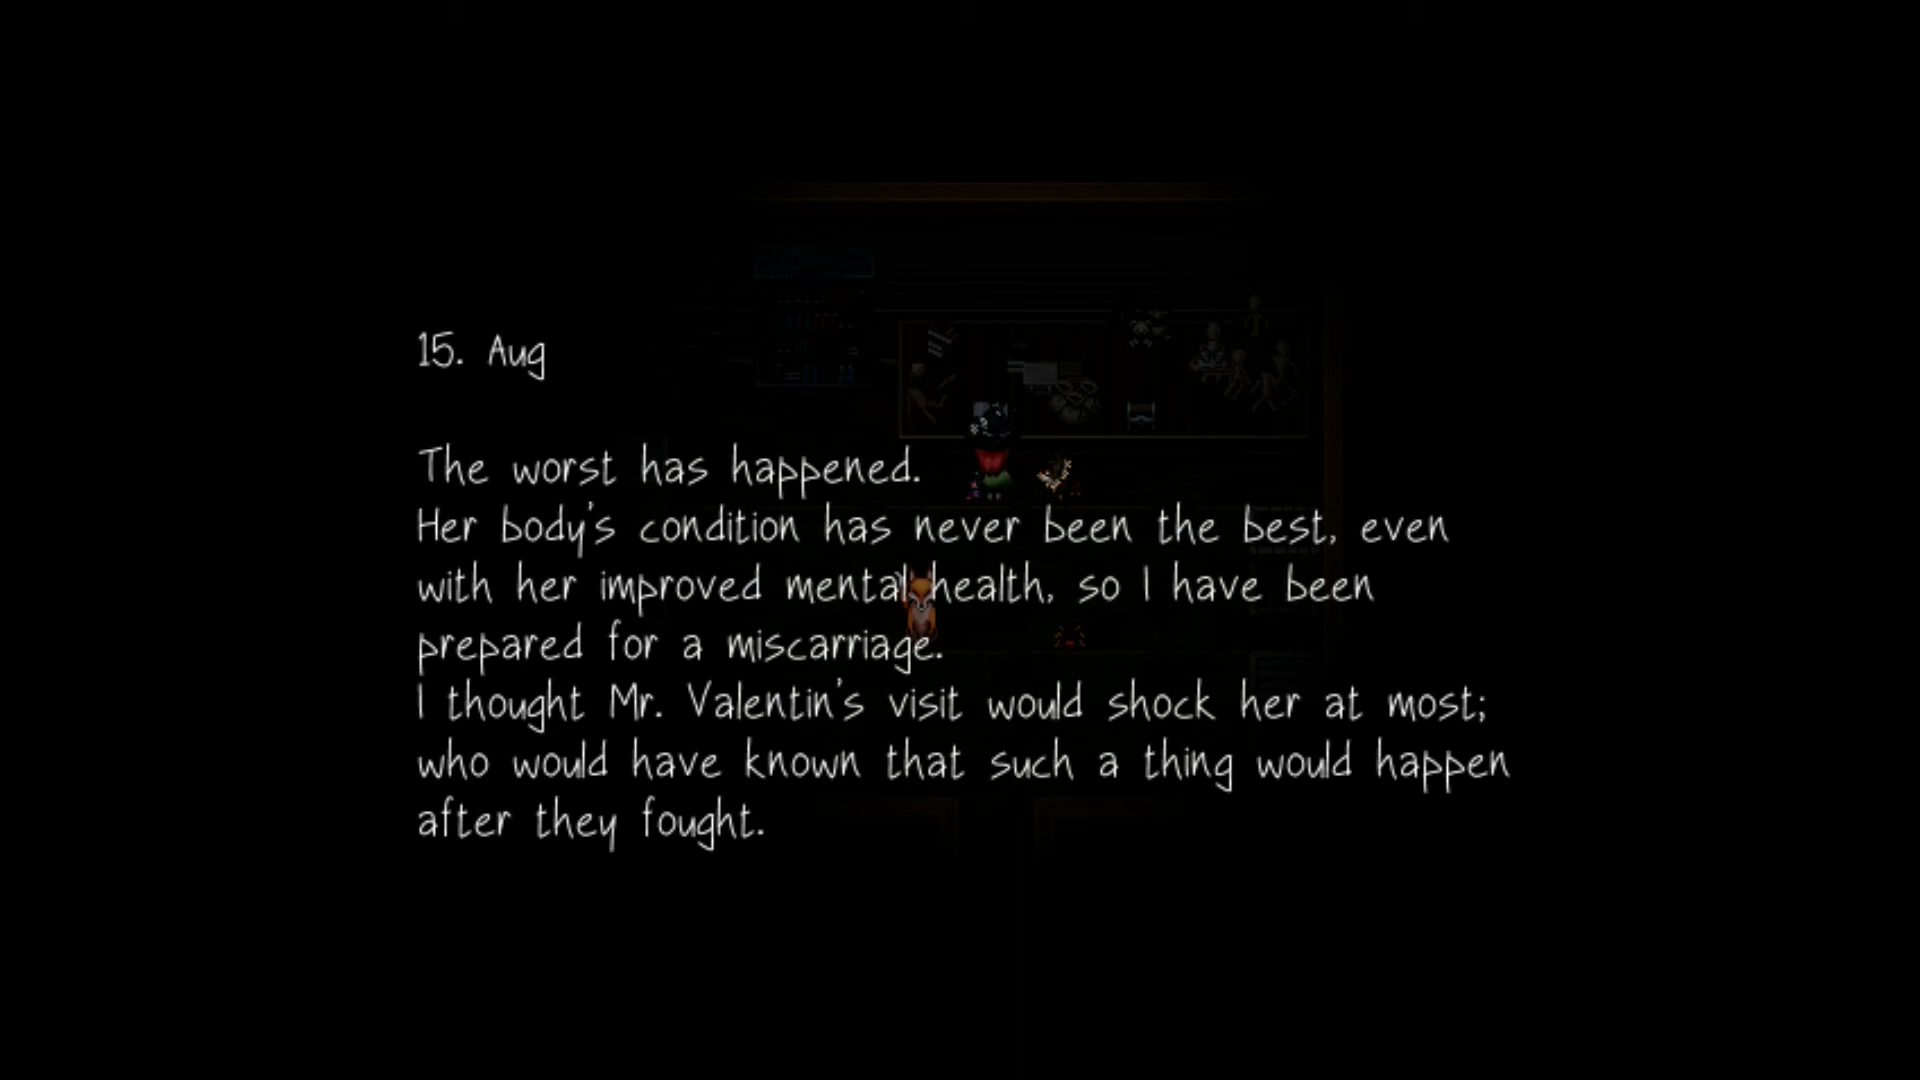 15. Aug
The worst has happened.
Her body's condition has never been the best, even
with her improved mental health, so I have been
prepared for a miscarriage.
I thought Mr. Valentin's visit would shock her at most;
who would have known that such a thing would happen
after they fought.